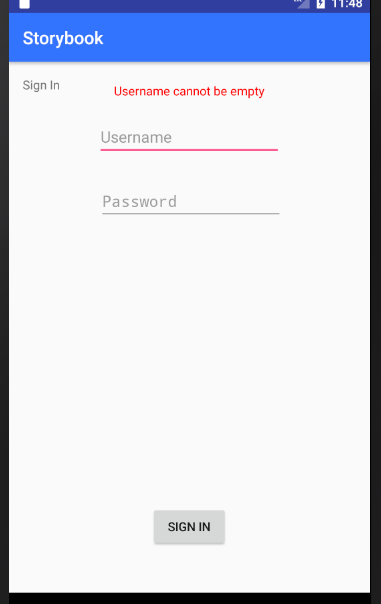 11:48
Storybook
Sign In
Username cannot be empty
Username
Password
SIGN IN